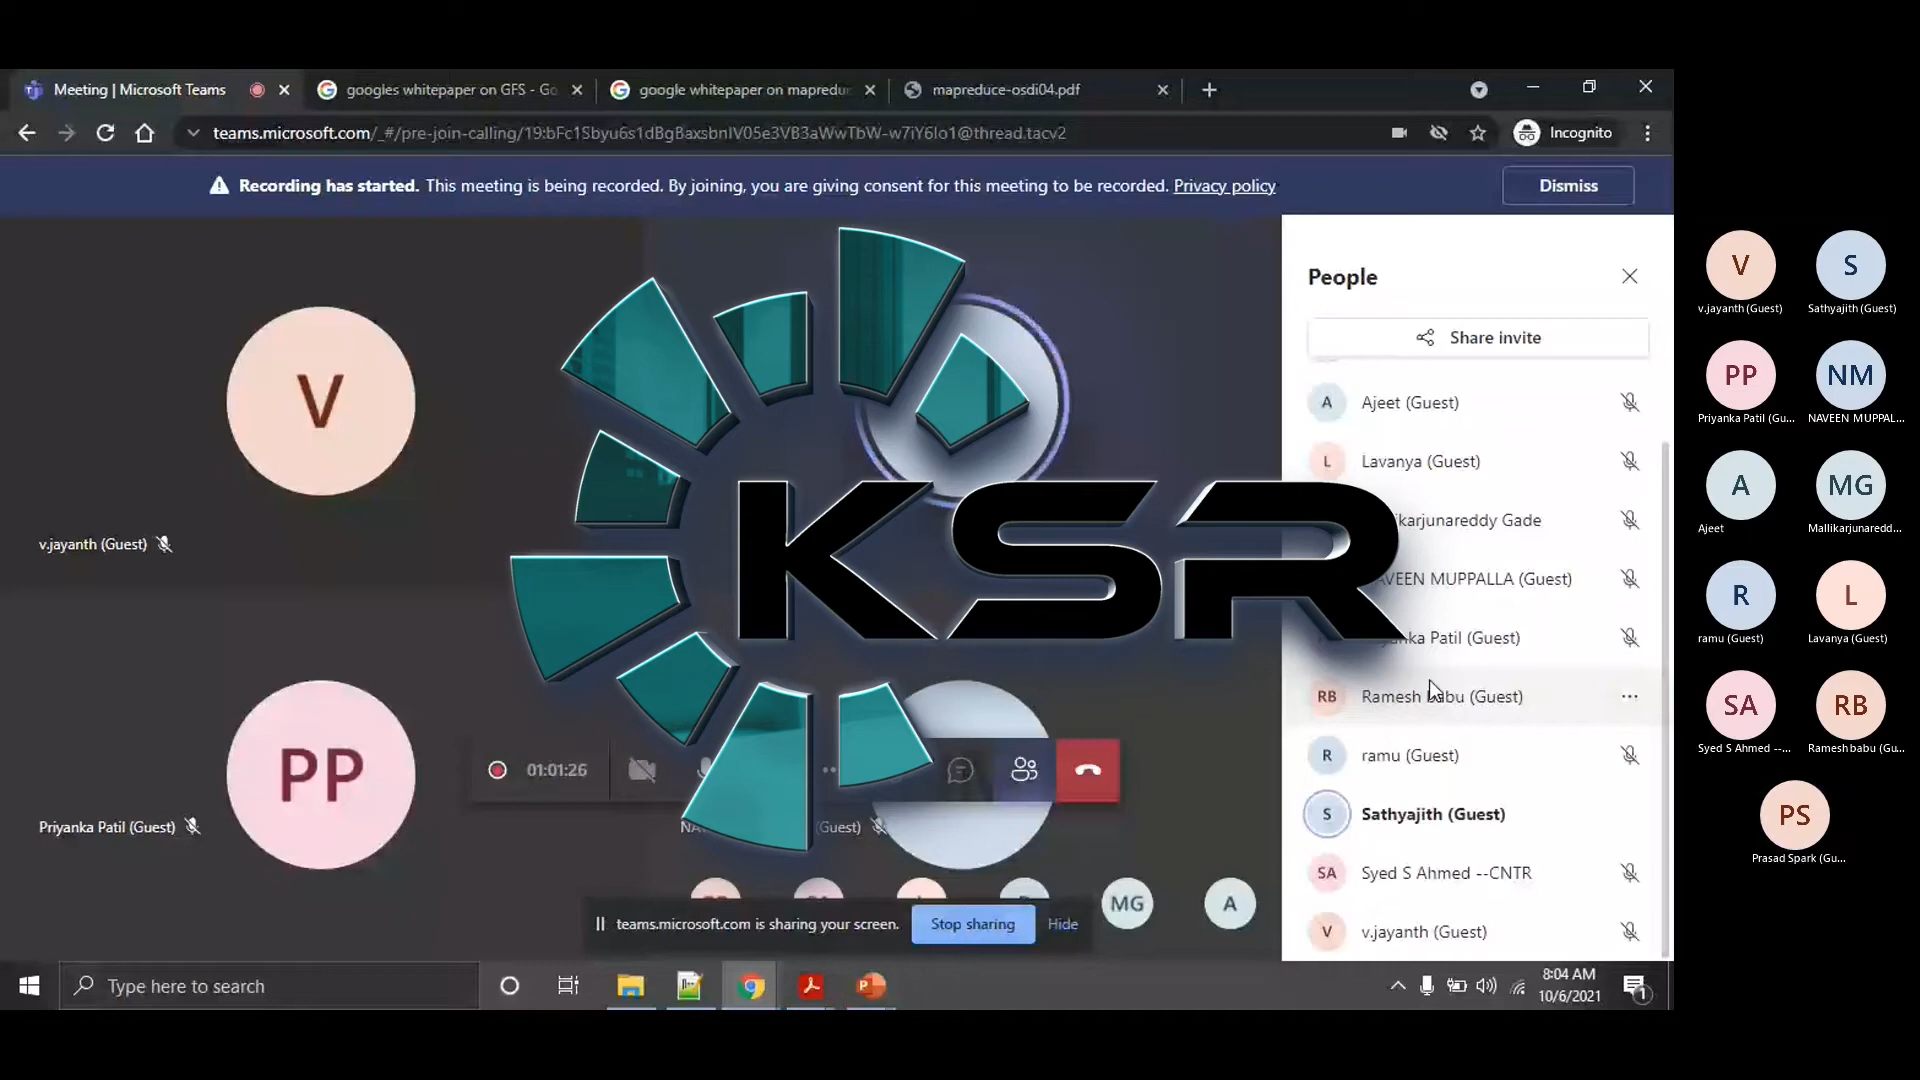 Meeting | Microsoft Teams
googles whitepaper on GFS - Go
google whitepaper on mapredu
mapreduce-osdi04.pdf
teams.microsoft.com/_#/pre-join-calling/19:bFc1Sbyu6s1dBgBaxsbnIV05e3VB3aWwTbW-w7iY6lo1@thread.tacv2
Incognito
Recording has started. This meeting is being recorded. By joining, you are giving consent for this meeting to be recorded. Privacy policy
Dismiss
V
v.jayanth (Guest)
PP
Priyanka Patil (Guest)
KSR
01:01:26
NA
(Guest)
MG
A
teams.microsoft.com is sharing your screen.
Stop sharing
Hide
People
Share invite
A
Ajeet (Guest)
L
Lavanya (Guest)
karjunareddy Gade
VEEN MUPPALLA (Guest)
nka Patil (Guest)
RB
Ramesh babu (Guest)
R
ramu (Guest)
S
Sathyajith (Guest)
SA
Syed S Ahmed --CNTR
V
v.jayanth (Guest)
Type here to search
8:04 AM
10/6/2021
1
V
v.jayanth (Guest)
S
Sathyajith (Guest)
PP
Priyanka Patil (Gu...
NM
NAVEEN MUPPAL...
A
Ajeet
MG
Mallikarjunaredd...
R
ramu (Guest)
L
Lavanya (Guest)
SA
Syed S Ahmed --...
RB
Ramesh babu (Gu...
PS
Prasad Spark (Gu...